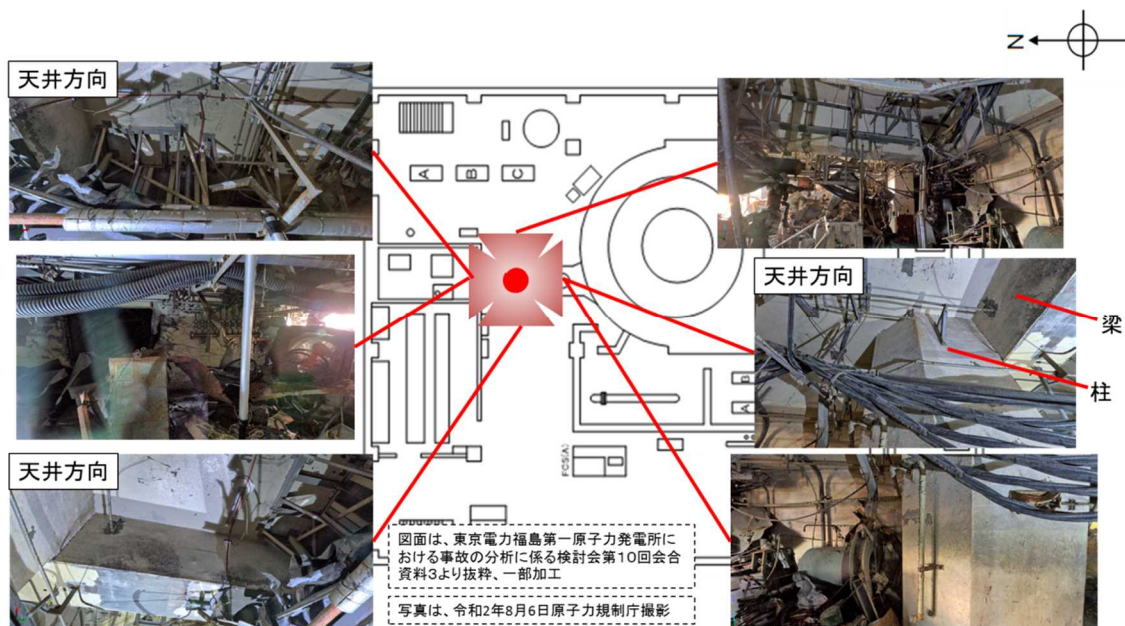 N
天井方向
天井方向
梁
柱
天井方向
A
B
C
B
A
FCS(A)
図面は、東京電力福島第一原子力発電所に
おける事故の分析に係る検討会第10回会合
資料3より抜粋、一部加工
写真は、令和2年8月6日原子力規制庁撮影